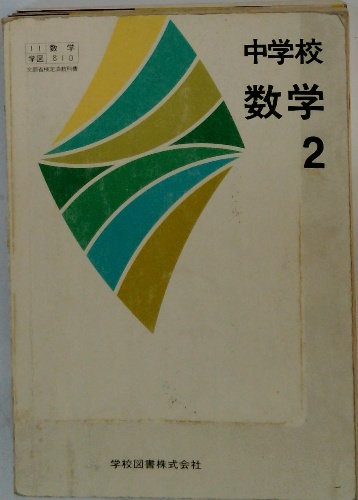 11 数学
学図 810
文部省検定済教科書
中学校
数学
2
学校図書株式会社